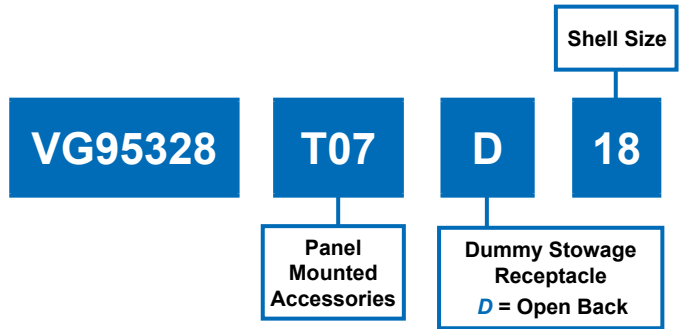 Shell Size
VG95328 T07 D 18
Panel
Mounted
Accessories
Dummy Stowage
Receptacle
D = Open Back